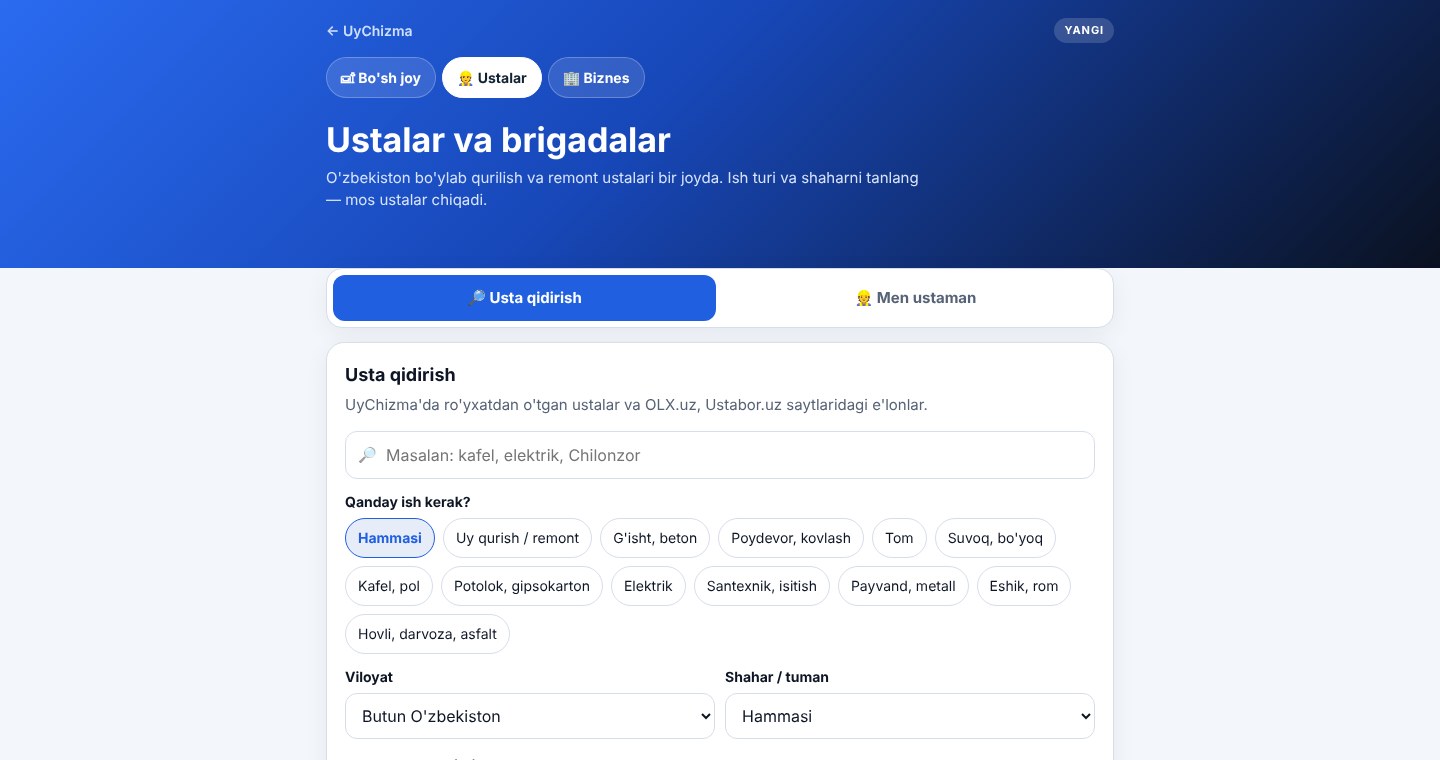 ← UyChizma
YANGI
Bo'sh joy
Ustalar
Biznes
Ustalar va brigadalar
O'zbekiston bo'ylab qurilish va remont ustalari bir joyda. Ish turi va shaharni tanlang
— mos ustalar chiqadi.
Usta qidirish
Men ustaman
Usta qidirish
UyChizma'da ro'yxatdan o'tgan ustalar va OLX.uz, Ustabor.uz saytlaridagi e'lonlar.
Masalan: kafel, elektrik, Chilonzor
Qanday ish kerak?
Hammasi
Uy qurish / remont
G'isht, beton
Poydevor, kovlash
Tom
Suvoq, bo'yoq
Kafel, pol
Potolok, gipsokarton
Elektrik
Santexnik, isitish
Payvand, metall
Eshik, rom
Hovli, darvoza, asfalt
Viloyat
Shahar / tuman
Butun O'zbekiston
Hammasi